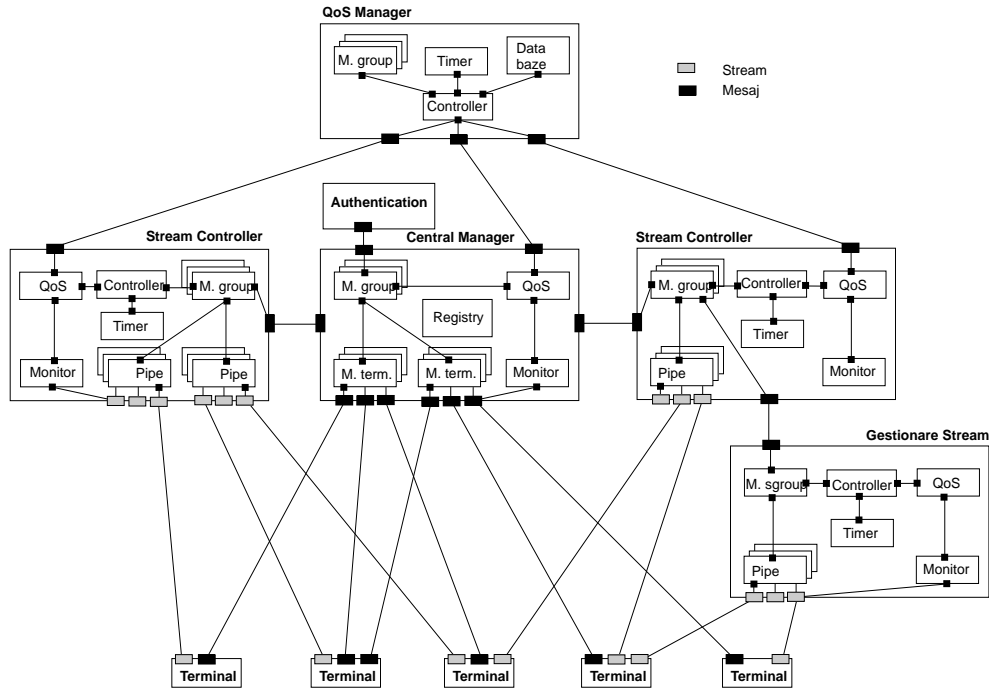 QoS Manager
M. group
Timer
Data
baze
Controller
Stream
Mesaj
Authentication
Stream Controller
Central Manager
Stream Controller
QoS
Controller
M. group
Timer
Monitor
Pipe
Pipe
M. group
QoS
Registry
M. term.
M. term.
Monitor
M. group
Controller
QoS
Timer
Pipe
Monitor
Gestionare Stream
M. sgroup
Controller
QoS
Timer
Pipe
Monitor
Terminal
Terminal
Terminal
Terminal
Terminal